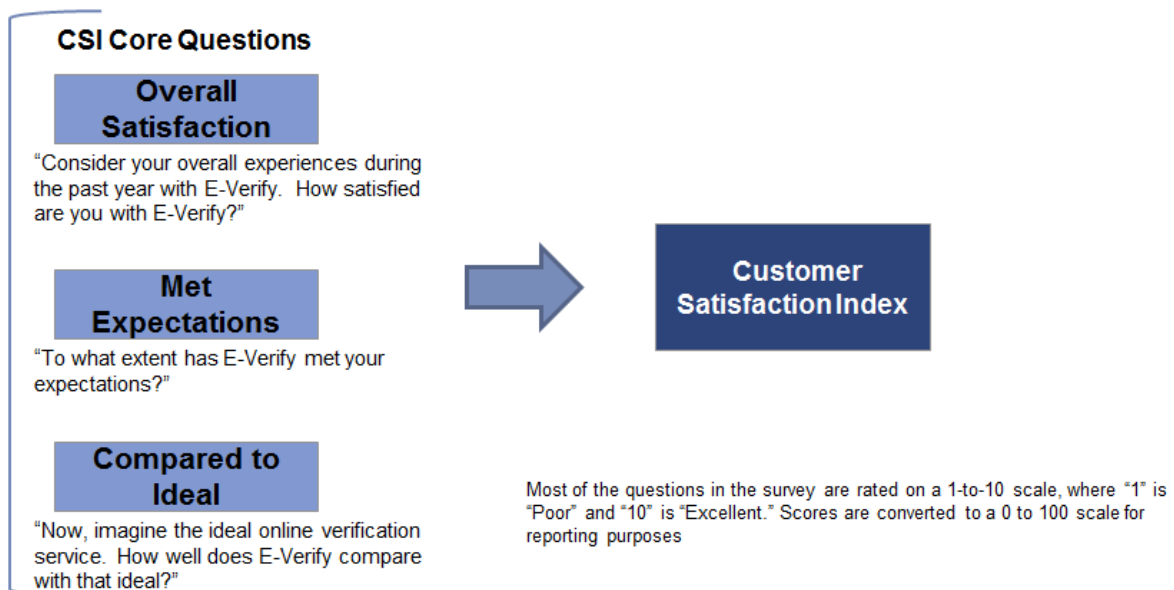 CSI Core Questions
Overall
Satisfaction
“Consider your overall experiences during
the past year with E-Verify.  How satisfied
are you with E-Verify?”
Met
Expectations
“To what extent has E-Verify met your
expectations?”
Compared to
Ideal
“Now, imagine the ideal online verification
service.  How well does E-Verify compare
with that ideal?”
Customer
Satisfaction Index
Most of the questions in the survey are rated on a 1-to-10 scale, where “1” is
“Poor” and “10” is “Excellent.” Scores are converted to a 0 to 100 scale for
reporting purposes